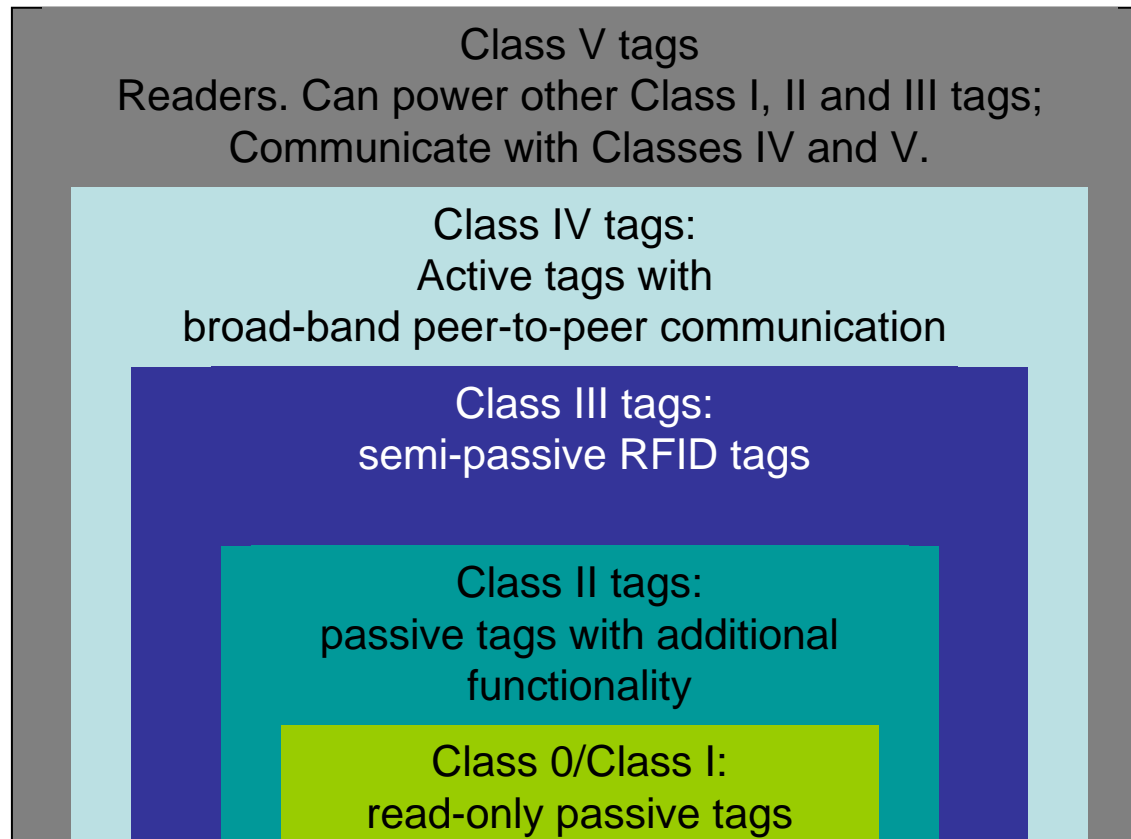 Class V tags
Readers. Can power other Class I, II and III tags;
Communicate with Classes IV and V.
Class IV tags:
Active tags with
broad-band peer-to-peer communication
Class III tags:
semi-passive RFID tags
Class II tags:
passive tags with additional
functionality
Class 0/Class I:
read-only passive tags